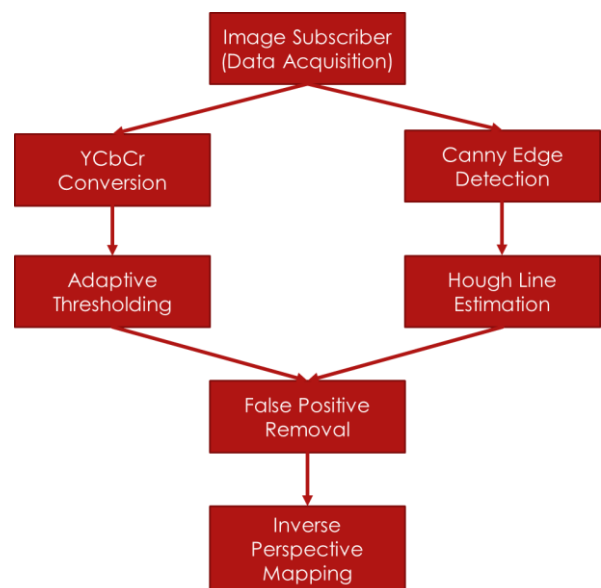 Image Subscriber
(Data Acquisition)
YCbCr
Conversion
Canny Edge
Detection
Adaptive
Thresholding
Hough Line
Estimation
False Positive
Removal
Inverse
Perspective
Mapping